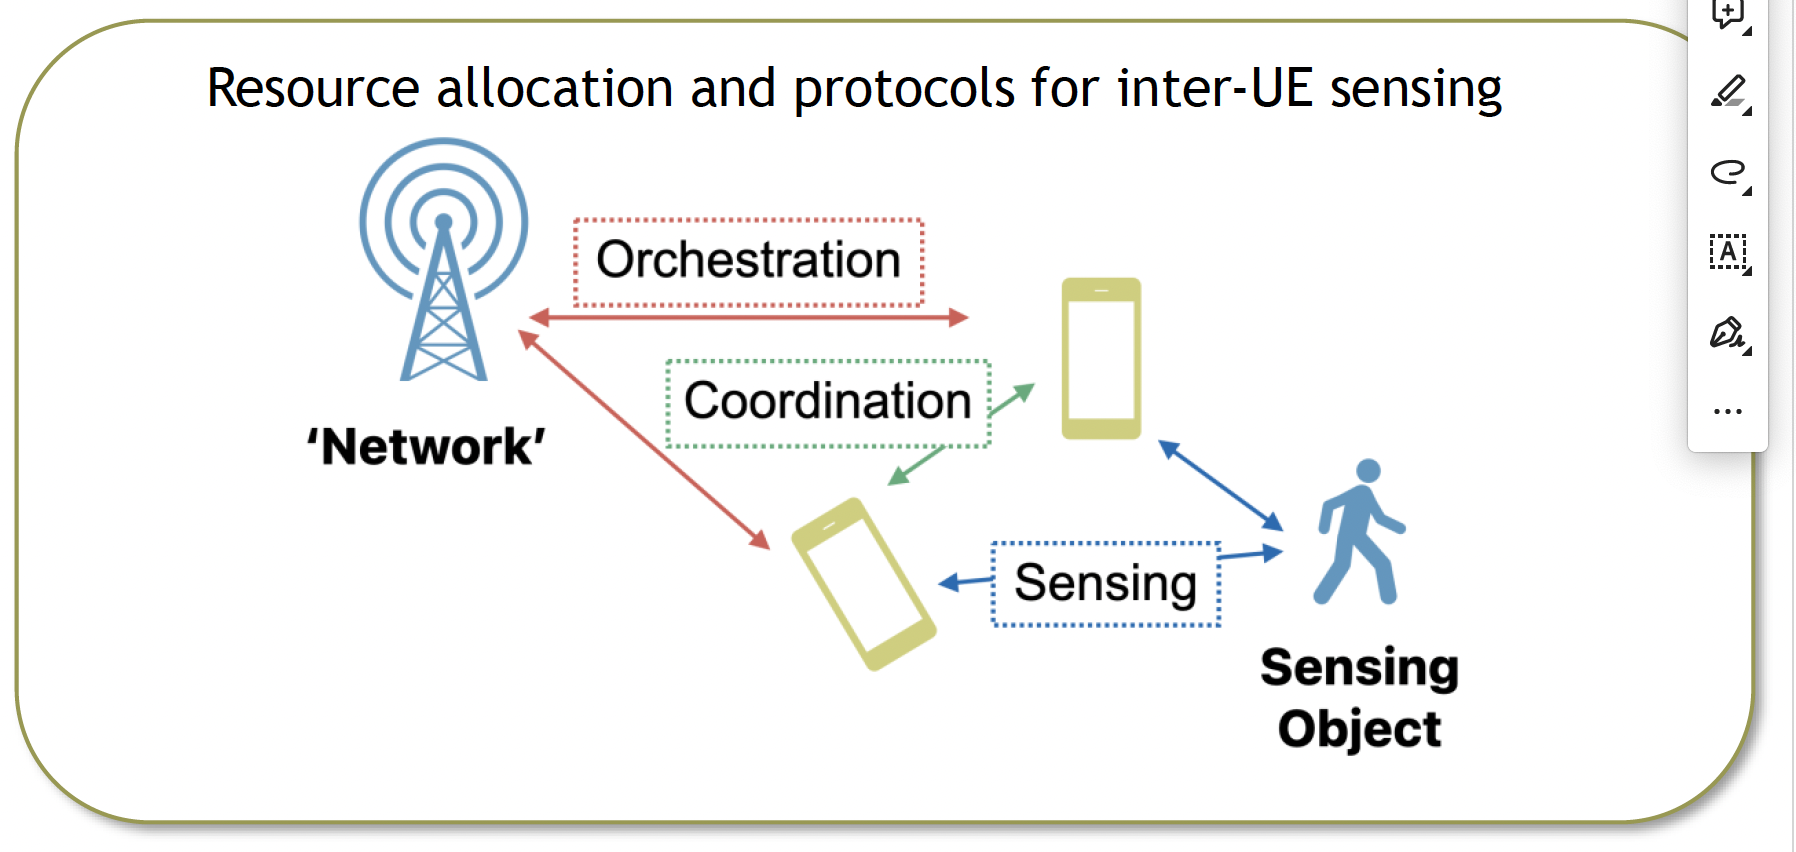 Resource allocation and protocols for inter-UE sensing
Orchestration
Coordination
‘Network’
Sensing
Sensing
Object
A